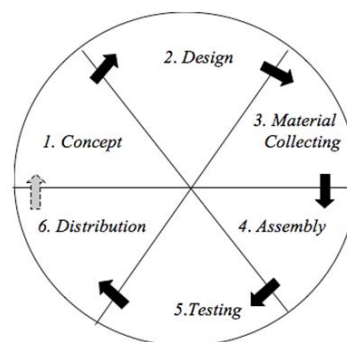 1. Concept
2. Design
3. Material
Collecting
4. Assembly
5.Testing
6. Distribution